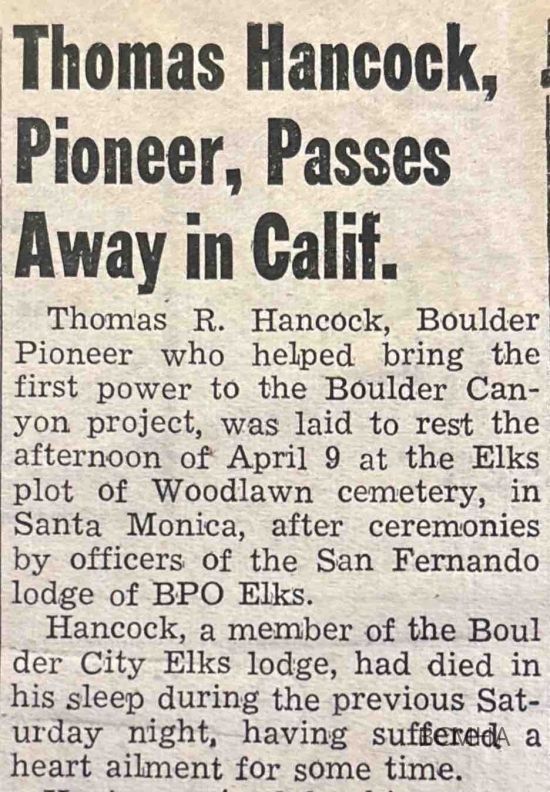 Thomas Hancock,
Pioneer, Passes
Away in Calif.
Thomas R. Hancock, Boulder
Pioneer who helped bring the
first power to the Boulder Can-
yon project, was laid to rest the
afternoon of April 9 at the Elks
plot of Woodlawn cemetery, in
Santa Monica, after ceremonies
by officers of the San Fernando
lodge of BPO Elks.
Hancock, a member of the Boul
der City Elks lodge, had died in
his sleep during the previous Sat-
urday night, having suffered a
heart ailment for some time.